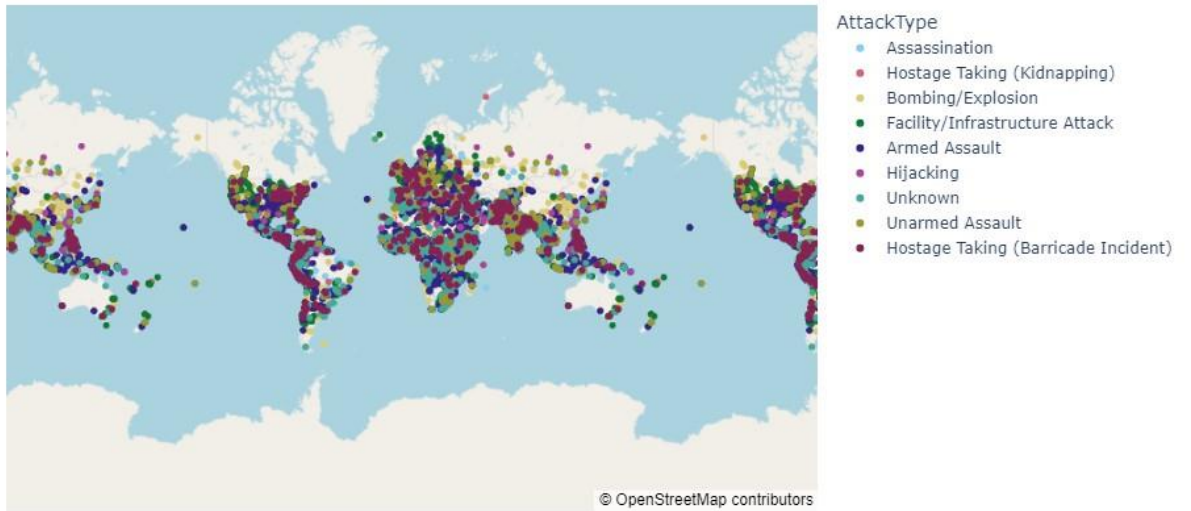 AttackType
Assassination
Hostage Taking (Kidnapping)
Bombing/Explosion
Facility/Infrastructure Attack
Armed Assault
Hijacking
Unknown
Unarmed Assault
Hostage Taking (Barricade Incident)
© OpenStreetMap contributors